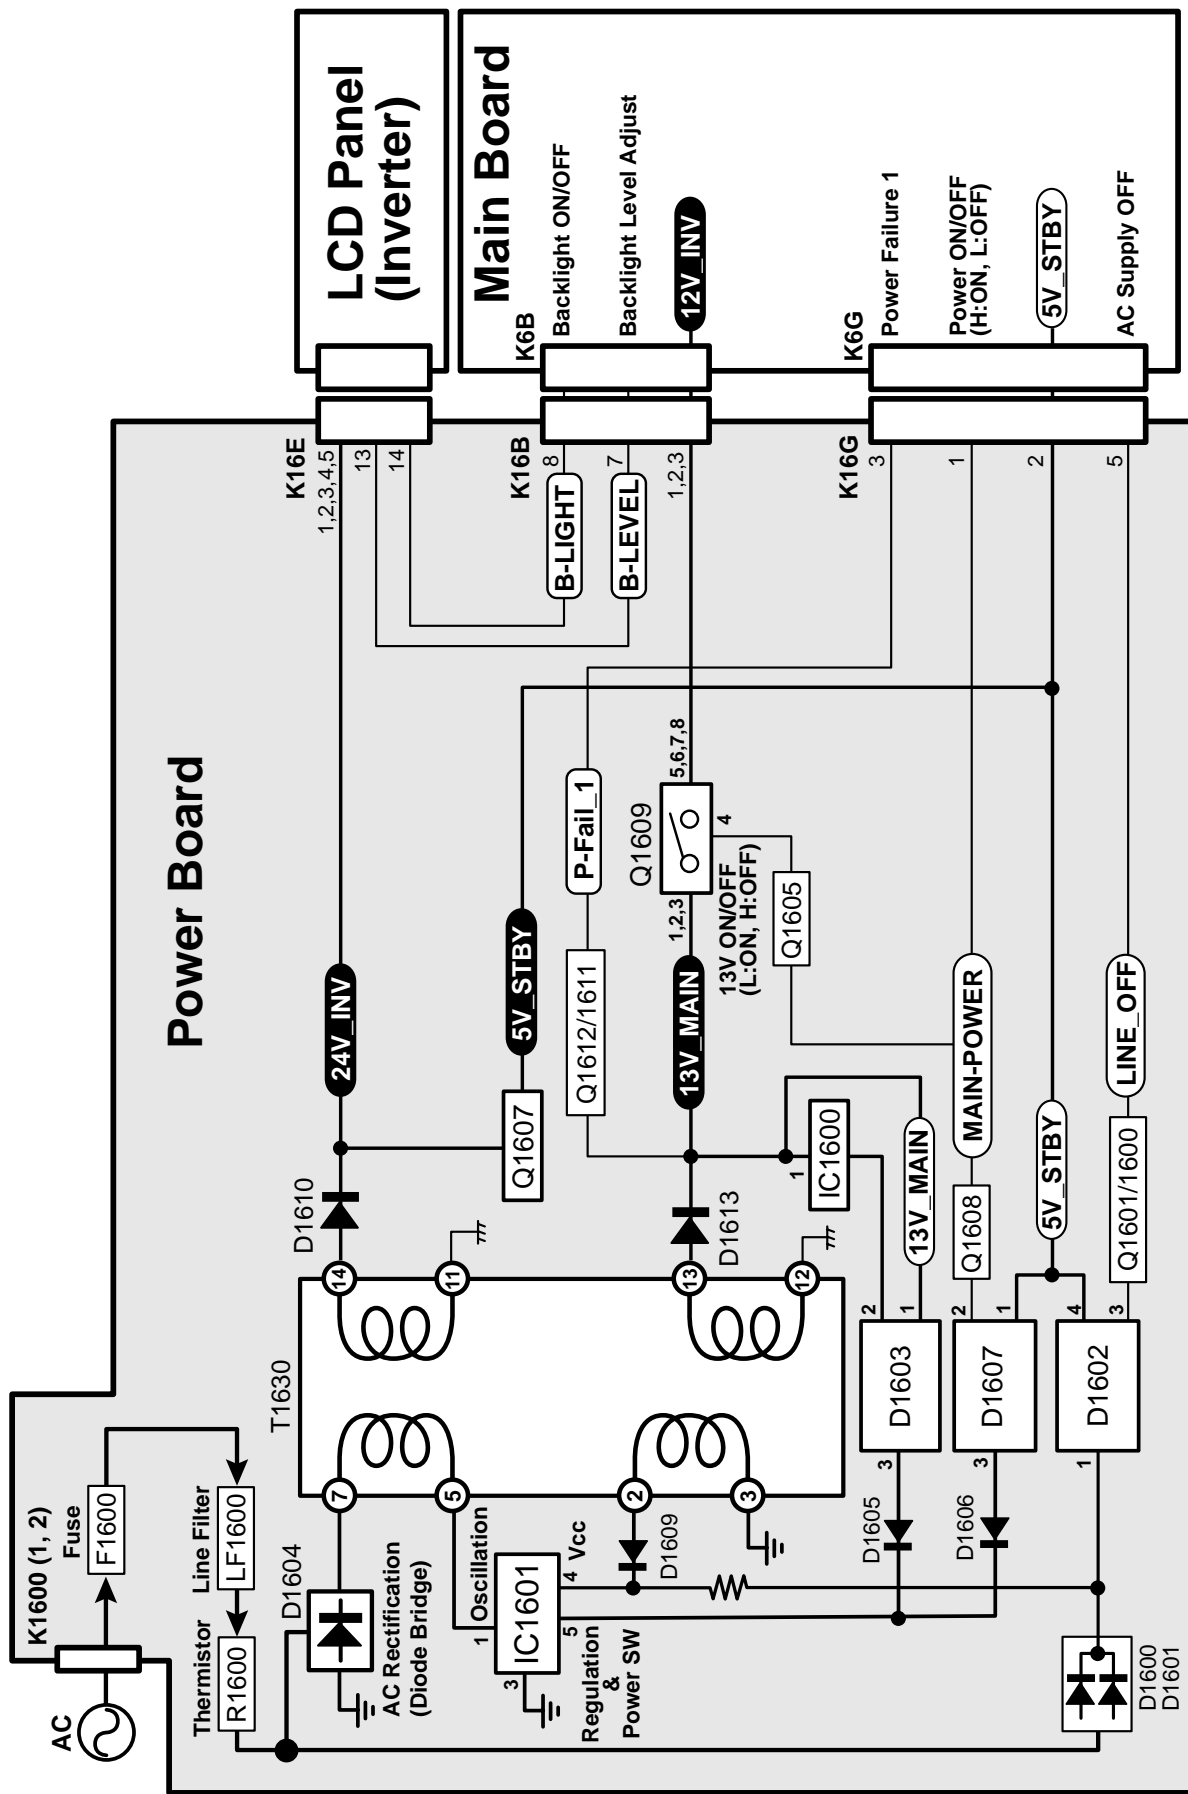 LCD Panel
(Inverter)
Main Board
Power Board
K6B
Backlight ON/OFF
Backlight Level Adjust
12V_INV
K6G
Power Failure 1
Power ON/OFF
(H:ON, L:OFF)
5V_STBY
AC Supply OFF
K16E
1,2,3,4,5
13
14
K16B
8
7
1,2,3
B-LIGHT
B-LEVEL
K16G
3
1
2
5
24V_INV
5V_STBY
P-Fail_1
Q1612/1611
13V_MAIN
Q1609
1,2,3
5,6,7,8
4
13V ON/OFF
(L:ON, H:OFF)
Q1605
MAIN-POWER
LINE_OFF
D1610
Q1607
D1613
1
IC1600
13V_MAIN
Q1608
5V_STBY
Q1601/1600
T1630
14
11
13
12
7
5
2
3
D1603
2
1
3
D1607
2
1
3
D1602
4
3
1
K1600 (1, 2)
AC
Fuse
F1600
Line Filter
LF1600
Thermistor
R1600
D1604
AC Rectification
(Diode Bridge)
Oscillation
1
IC1601
3
4
Vcc
5
Regulation
&
Power SW
D1609
D1605
D1606
D1600
D1601